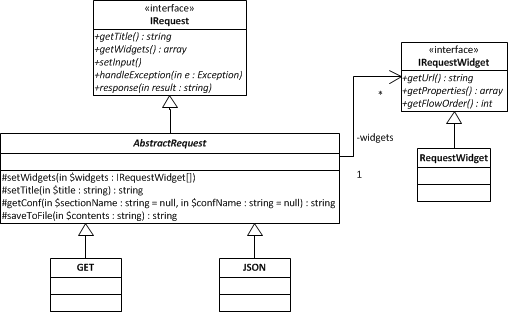 «interface»
IRequest
+getTitle() : string
+getWidgets() : array
+setInput()
+handleException(in e : Exception)
+response(in result : string)
«interface»
IRequestWidget
+getUrl() : string
+getProperties() : array
+getFlowOrder() : int
*
-widgets
1
AbstractRequest
#setWidgets(in $widgets : IRequestWidget[])
#setTitle(in $title : string) : string
#getConf(in $sectionName : string = null, in $confName : string = null) : string
#saveToFile(in $contents : string) : string
RequestWidget
GET
JSON